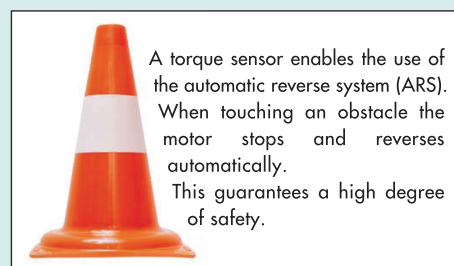 A torque sensor enables the use of
the automatic reverse system (ARS).
When touching an obstacle the
motor stops and reverses
automatically.
This guarantees a high degree
of safety.